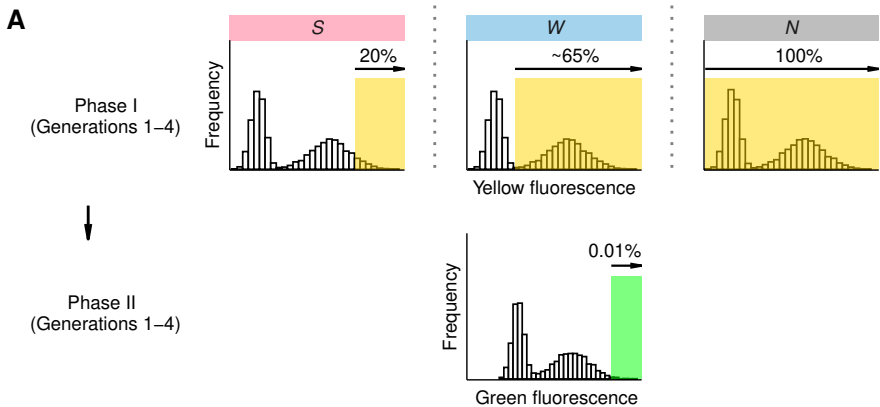 A
S
W
N
20%
~65%
100%
Phase I
(Generations 1–4)
Frequency
Yellow fluorescence
0.01%
Phase II
(Generations 1–4)
Frequency
Green fluorescence